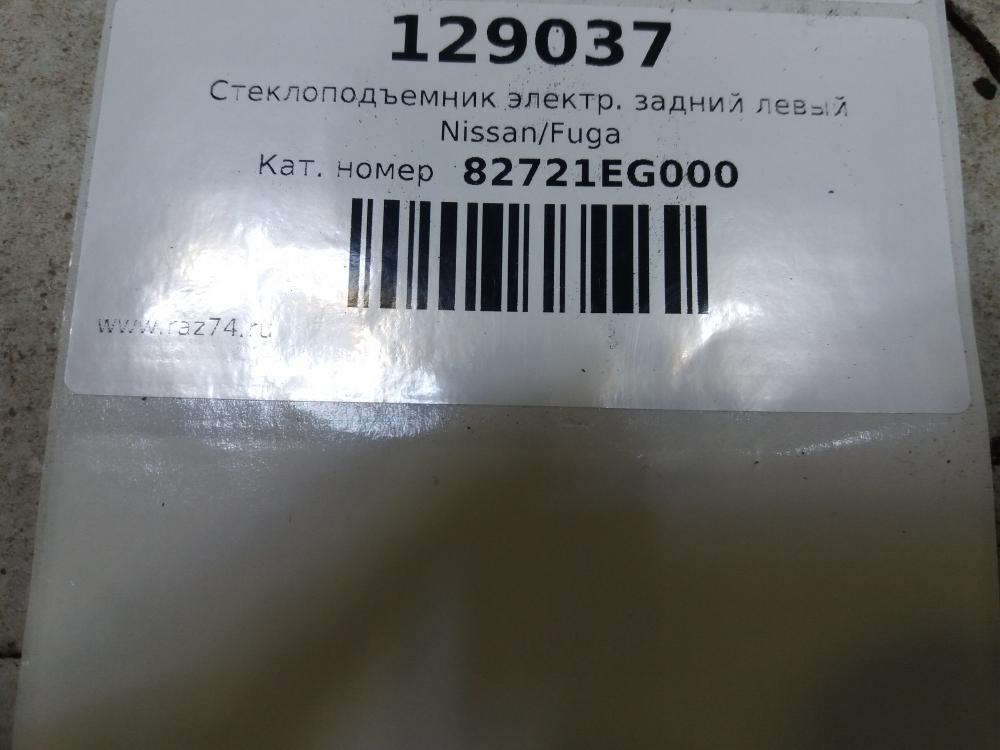 129037
Стеклоподъемник электр. задний левый
Nissan/Fuga
Кат. номер 82721EG000
www.raz74.ru